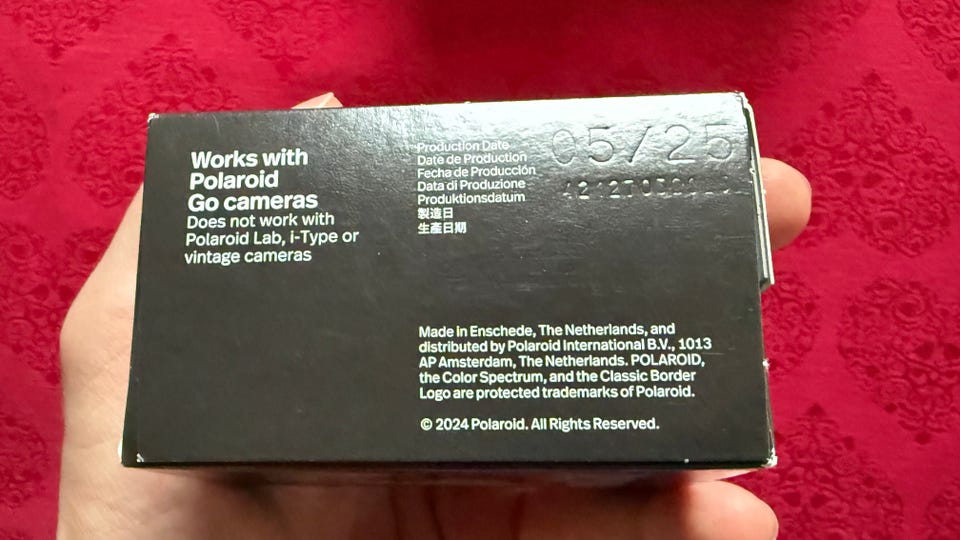 Works with
Polaroid
Go cameras
Does not work with
Polaroid Lab, i-Type or
vintage cameras
Production Date
Date de Production
Fecha de Producción
Data di Produzione
Produktionsdatum
製造日
生産日期
05/25
Made in Enschede, The Netherlands, and
distributed by Polaroid International B.V., 1013
AP Amsterdam, The Netherlands. POLAROID,
the Color Spectrum, and the Classic Border
Logo are protected trademarks of Polaroid.
© 2024 Polaroid. All Rights Reserved.